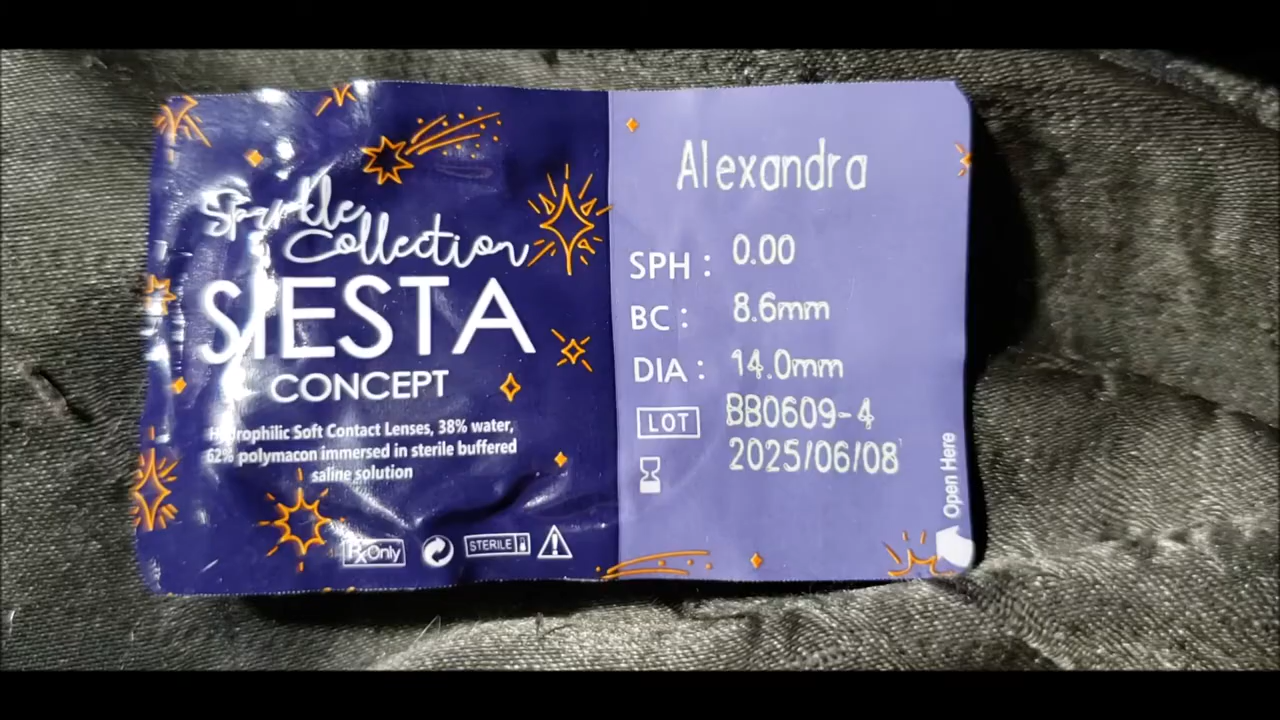 Sparkle
Collection
SIESTA
CONCEPT
Hydrophilic Soft Contact Lenses, 38% water,
62% polymacon immersed in sterile buffered
saline solution
Rx Only
STERILE
Alexandra
SPH : 0.00
BC : 8.6mm
DIA : 14.0mm
LOT BB0609-4
2025/06/08
Open Here